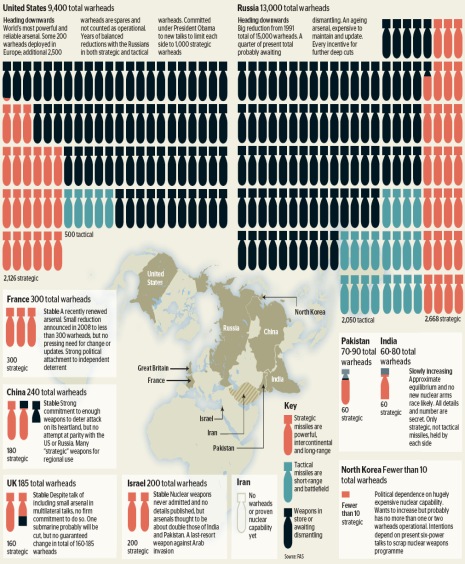 United States 9,400 total warheads
Heading downwards
World's most powerful and
reliable arsenal. Some 200
warheads deployed in
Europe, additional 2,500
warheads are spares and
not counted as operational.
Years of balanced
reductions with the Russians
in both strategic and tactical
warheads. Committed
under President Obama
to new talks to limit each
side to 1,000 strategic
warheads
500 tactical
2,126 strategic
Russia 13,000 total warheads
Heading downwards
Big reduction from 1991
total of 15,000 warheads. A
quarter of present total
probably awaiting
dismantling. An ageing
arsenal, expensive to
maintain and update.
Every incentive for
further deep cuts
2,050 tactical
2,668 strategic
United
States
Russia
China
North Korea
Great Britain
France
India
Israel
Iran
Pakistan
France 300 total warheads
300
strategic
Stable A recently renewed
arsenal. Small reduction
announced in 2008 to less
than 300 warheads, but no
pressing need for change or
updates. Strong political
attachment to independent
deterrent
China 240 total warheads
180
strategic
Stable Strong
commitment to enough
weapons to deter attack
on its heartland, but no
attempt at parity with the
US or Russia. Many
"strategic" weapons for
regional use
UK 185 total warheads
160
strategic
Stable Despite talk of
including small arsenal in
multilateral talks, no firm
commitment to do so. One
submarine probably will be
cut, but no guaranteed
change in total of 160-185
warheads
Israel 200 total warheads
200
strategic
Stable Nuclear weapons
never admitted and no
details published, but
arsenals thought to be
about double those of India
and Pakistan. A last-resort
weapon against Arab
invasion
Iran
No
warheads
or proven
nuclear
capability
yet
Key
Strategic
missiles are
powerful,
intercontinental
and long-range
Tactical
missiles are
short-range
and battlefield
Weapons in
store or
awaiting
dismantling
Source: FAS
Pakistan
70-90 total
warheads
60
strategic
India
60-80 total
warheads
60
strategic
Slowly increasing
Approximate
equilibrium and no
new nuclear arms
race likely. All details
and number are
secret. Only
strategic, not tactical
missiles, held by
each side
North Korea Fewer than 10
total warheads
Fewer
than 10
strategic
Political dependence on hugely
expensive nuclear capability.
Wants to increase but probably
has no more than one or two
warheads operational. Intentions
depend on present six-power
talks to scrap nuclear weapons
programme